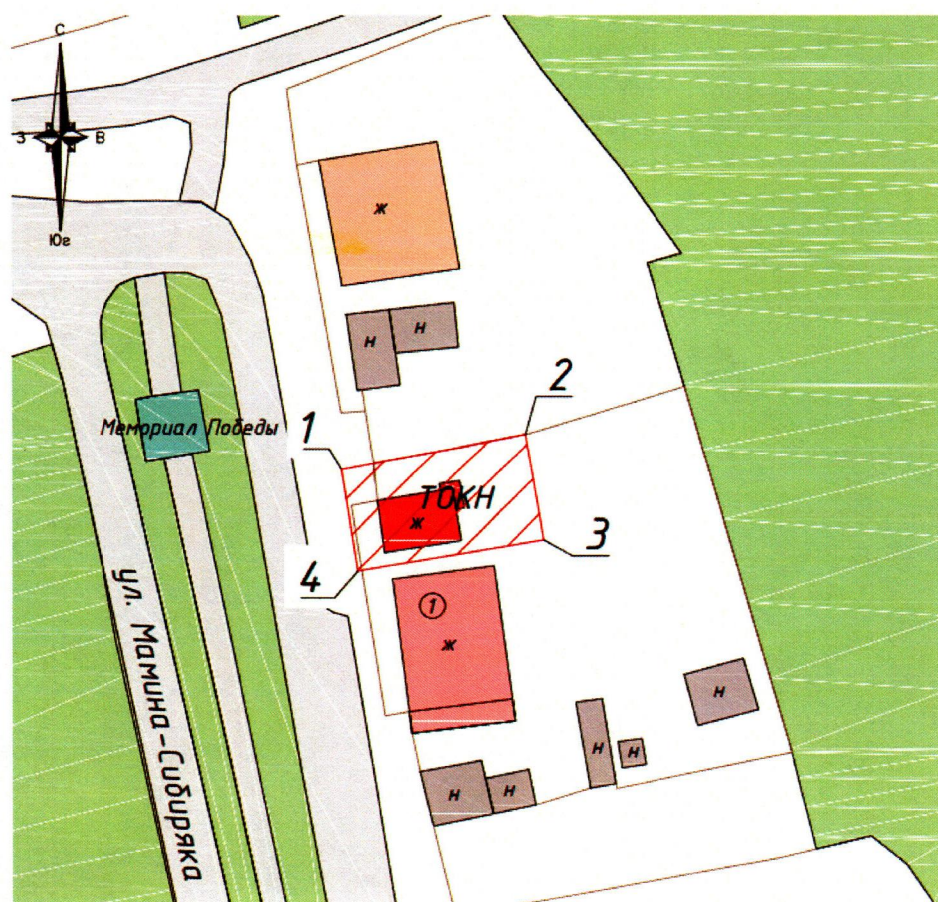 С
З
В
Юг
ж
н
н
2
1
Мемориал Победы
ТОКН
ж
3
4
1
ж
ул. Мамина-Сибиряка
н
н
н
н
н